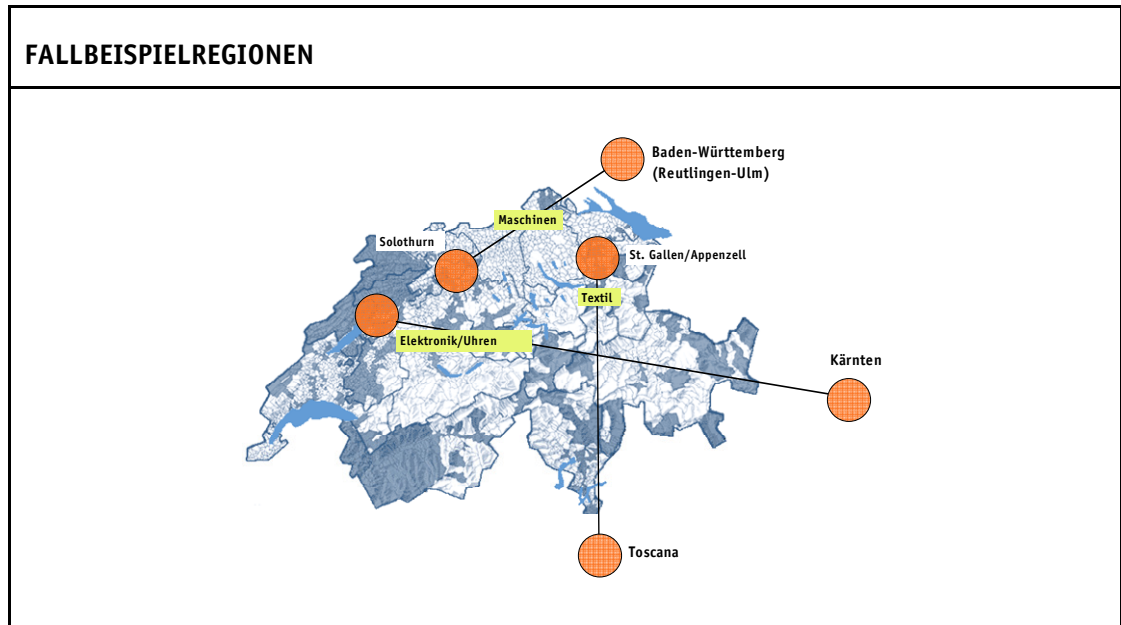 FALLBEISPIELREGIONEN
Baden-Württemberg
(Reutlingen-Ulm)
Maschinen
Solothurn
St. Gallen/Appenzell
Textil
Elektronik/Uhren
Kärnten
Toscana